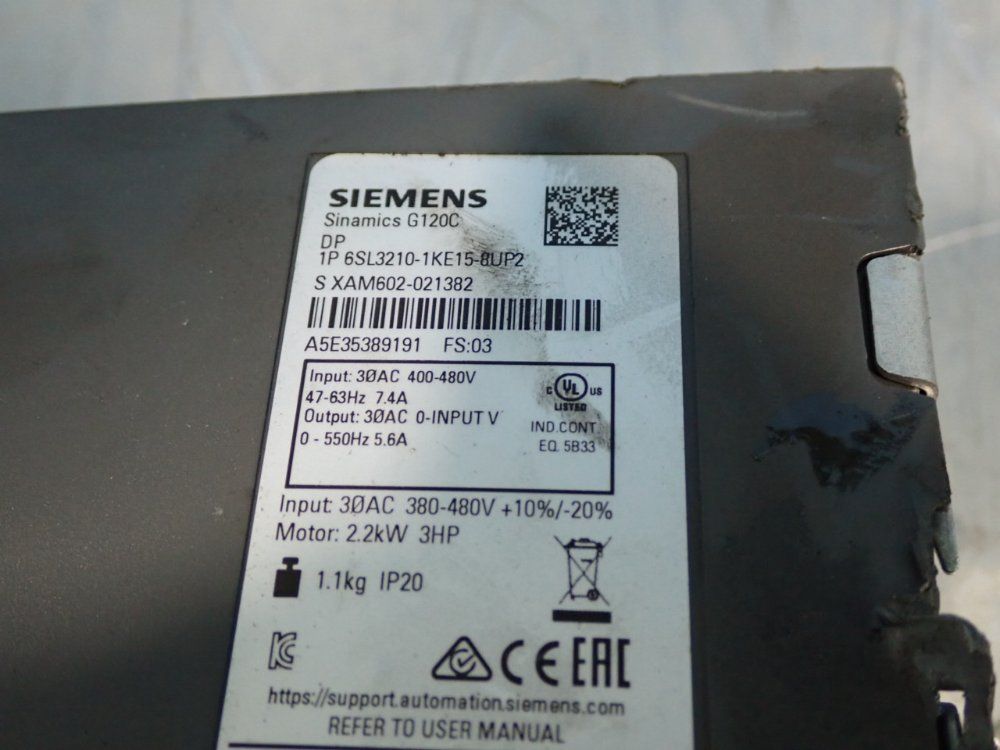 SIEMENS
Sinamics G120C
DP
1P 6SL3210-1KE15-8UP2
S XAM602-021382
A5E35389191 FS:03
Input: 3ØAC 400-480V
47-63Hz 7.4A
Output: 3ØAC 0-INPUT V
0 - 550Hz 5.6A
C UL US
LISTED
IND.CONT.
EQ. 5B33
Input: 3ØAC 380-480V +10%/-20%
Motor: 2.2kW 3HP
1.1kg IP20
KC
CE EAC
https://support.automation.siemens.com
REFER TO USER MANUAL